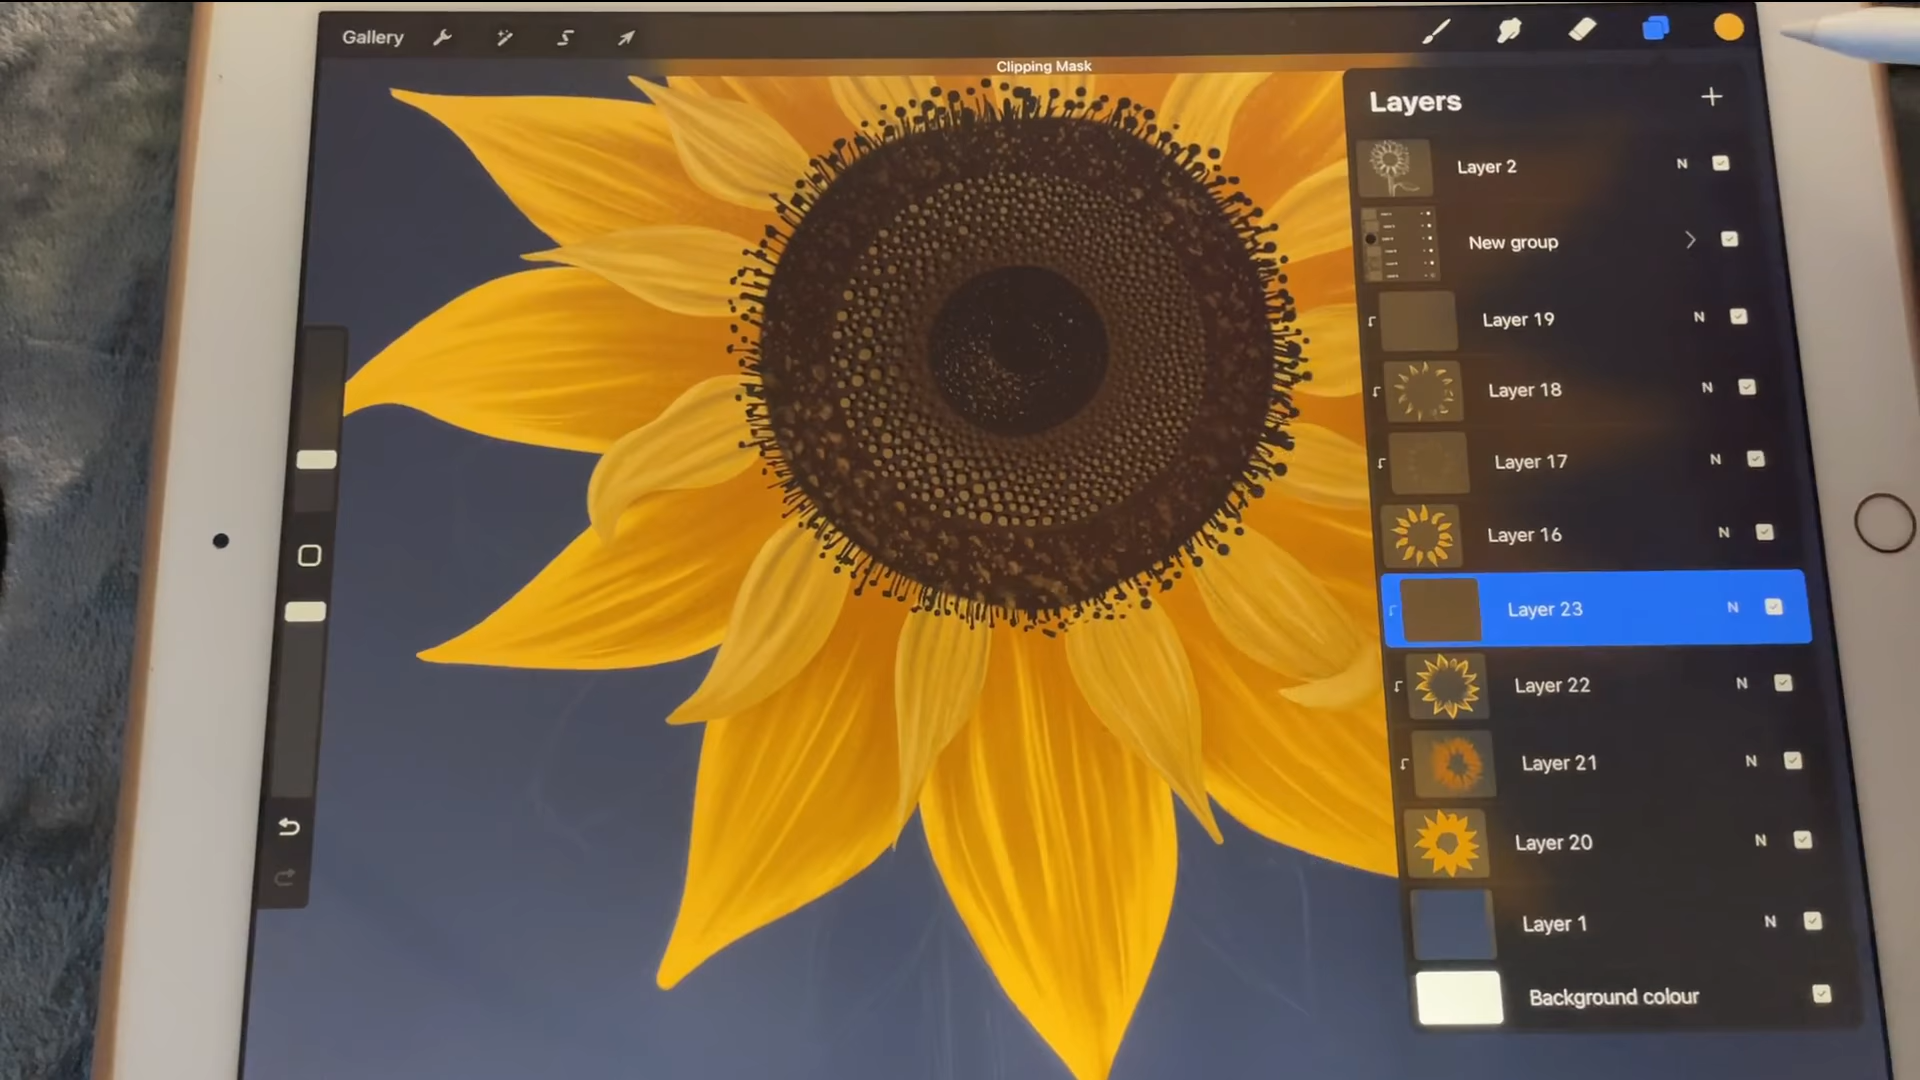 Gallery
Clipping Mask
Layers
Layer 2 N
New group
Layer 19 N
Layer 18 N
Layer 17 N
Layer 16 N
Layer 23 N
Layer 22 N
Layer 21 N
Layer 20 N
Layer 1 N
Background colour